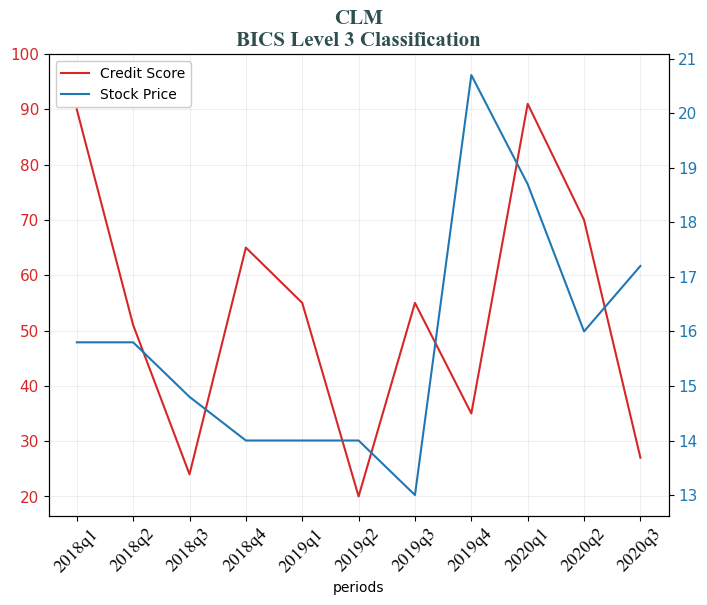 CLM
BICS Level 3 Classification
Credit Score
Stock Price
100
90
80
70
60
50
40
30
20
21
20
19
18
17
16
15
14
13
2018q1
2018q2
2018q3
2018q4
2019q1
2019q2
2019q3
2019q4
2020q1
2020q2
2020q3
periods